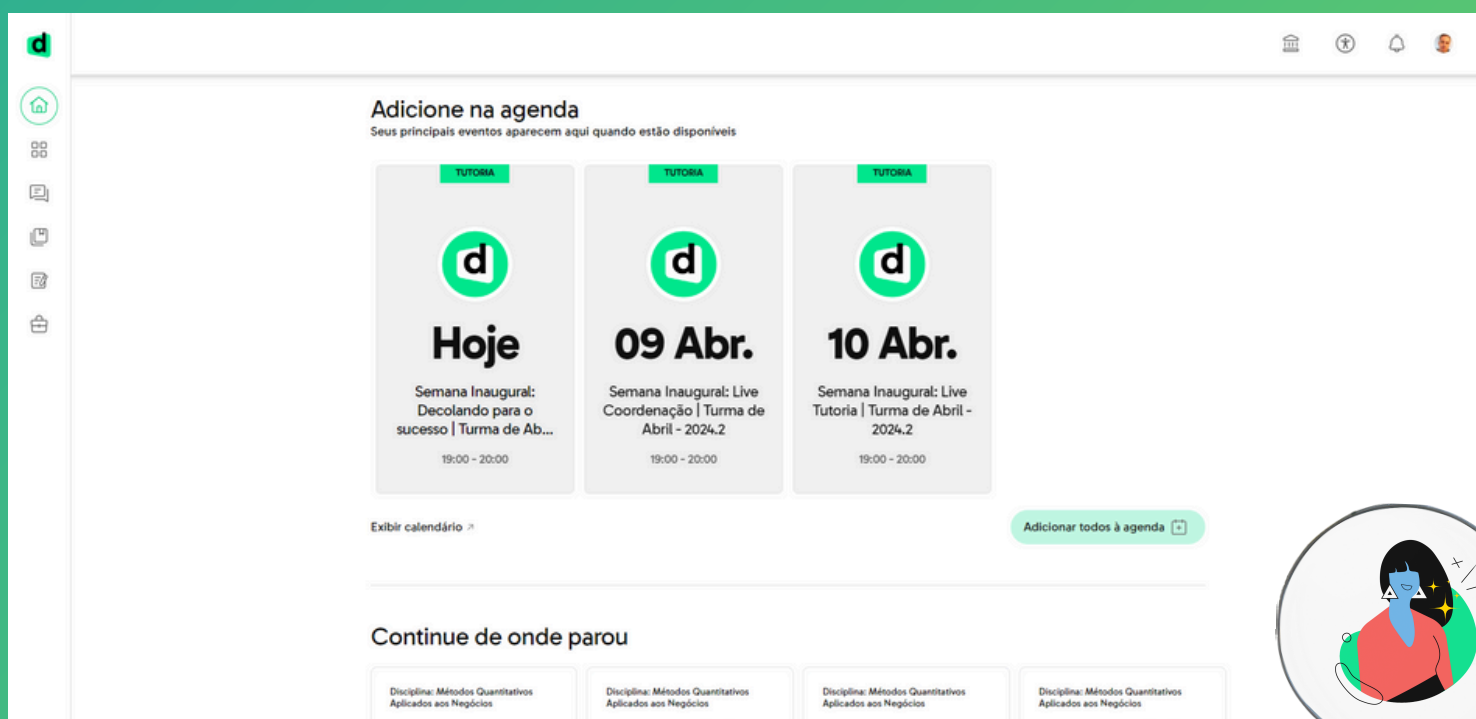 d
Adicione na agenda
Seus principais eventos aparecem aqui quando estão disponíveis
TUTORIA
d
Hoje
Semana Inaugural:
Decolando para o
sucesso | Turma de Ab...
19:00 - 20:00
TUTORIA
d
09 Abr.
Semana Inaugural: Live
Coordenação | Turma de
Abril - 2024.2
19:00 - 20:00
TUTORIA
d
10 Abr.
Semana Inaugural: Live
Tutoria | Turma de Abril -
2024.2
19:00 - 20:00
Exibir calendário
Adicionar todos à agenda
Continue de onde parou
Disciplina: Métodos Quantitativos
Aplicados aos Negócios
Disciplina: Métodos Quantitativos
Aplicados aos Negócios
Disciplina: Métodos Quantitativos
Aplicados aos Negócios
Disciplina: Métodos Quantitativos
Aplicados aos Negócios